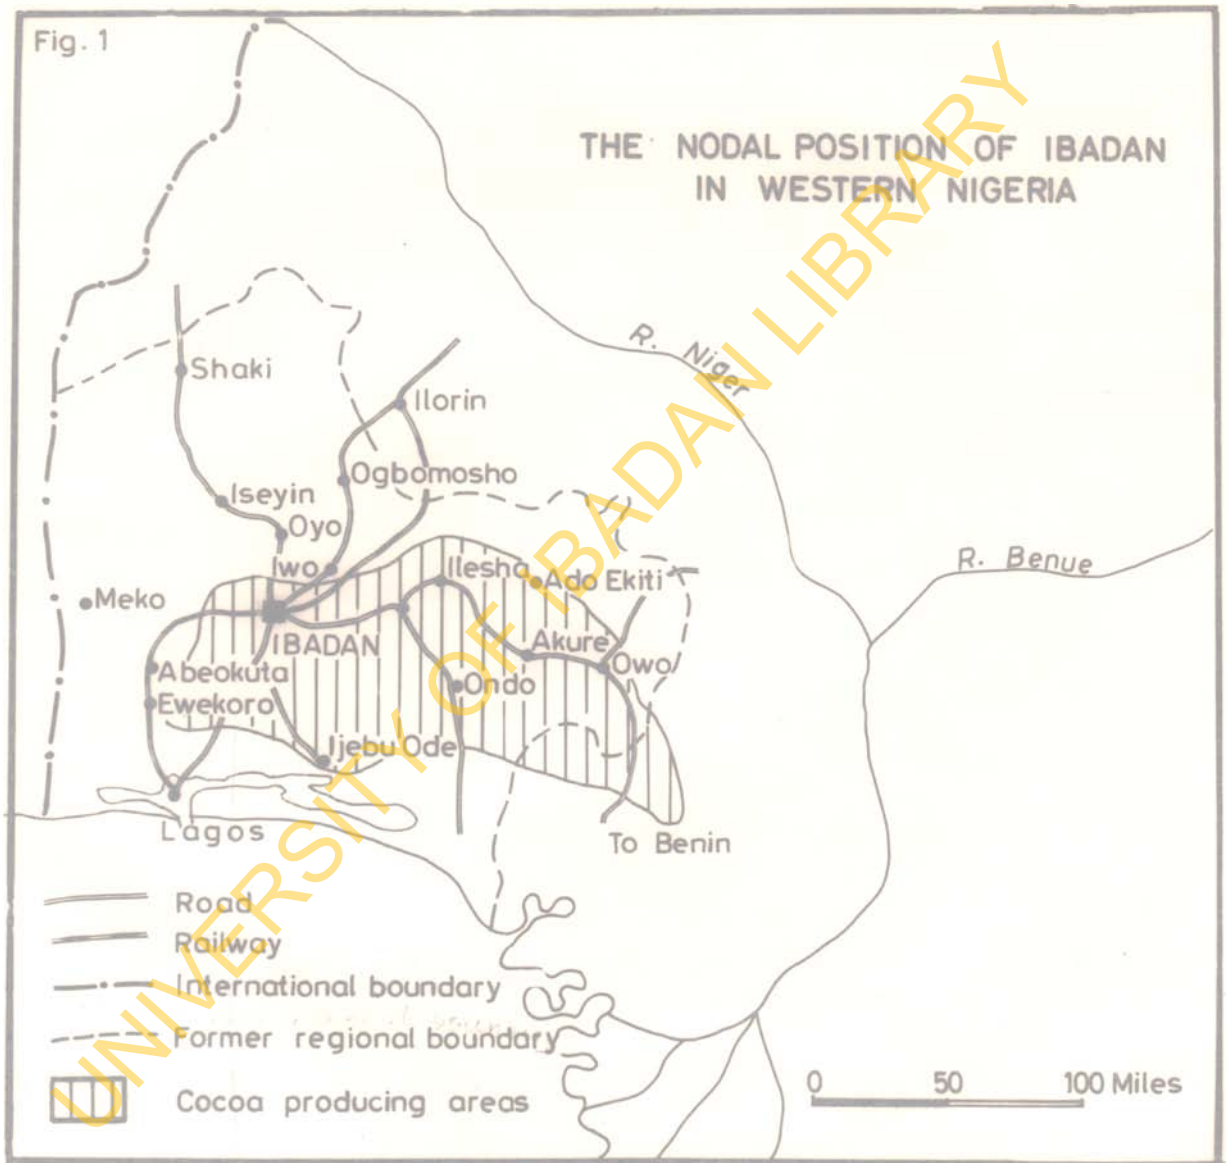 Fig. 1
THE NODAL POSITION OF IBADAN
IN WESTERN NIGERIA
R. Niger
Shaki
Ilorin
Ogbomosho
Iseyin
Oyo
Iwo
Ilesha
Ado Ekiti
R. Benue
Meko
IBADAN
Akure
Owo
Abeokuta
Ondo
Ewekoro
Ijebu Ode
Lagos
To Benin
Road
Railway
International boundary
Former regional boundary
Cocoa producing areas
0 50 100 Miles
UNIVERSITY OF IBADAN LIBRARY